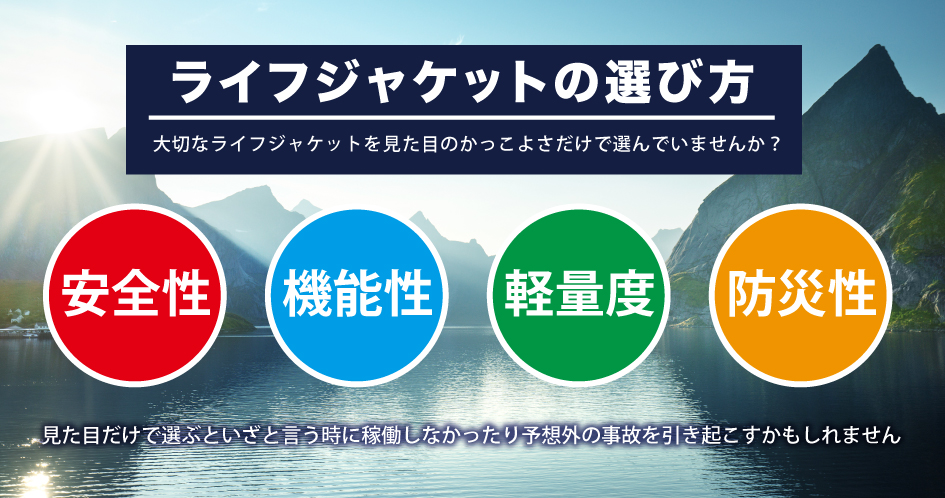 ライフジャケットの選び方
大切なライフジャケットを見た目のかっこよさだけで選んでいませんか？
安全性
機能性
軽量度
防災性
見た目だけで選ぶといざと言う時に稼働しなかったり予想外の事故を引き起こすかもしれません